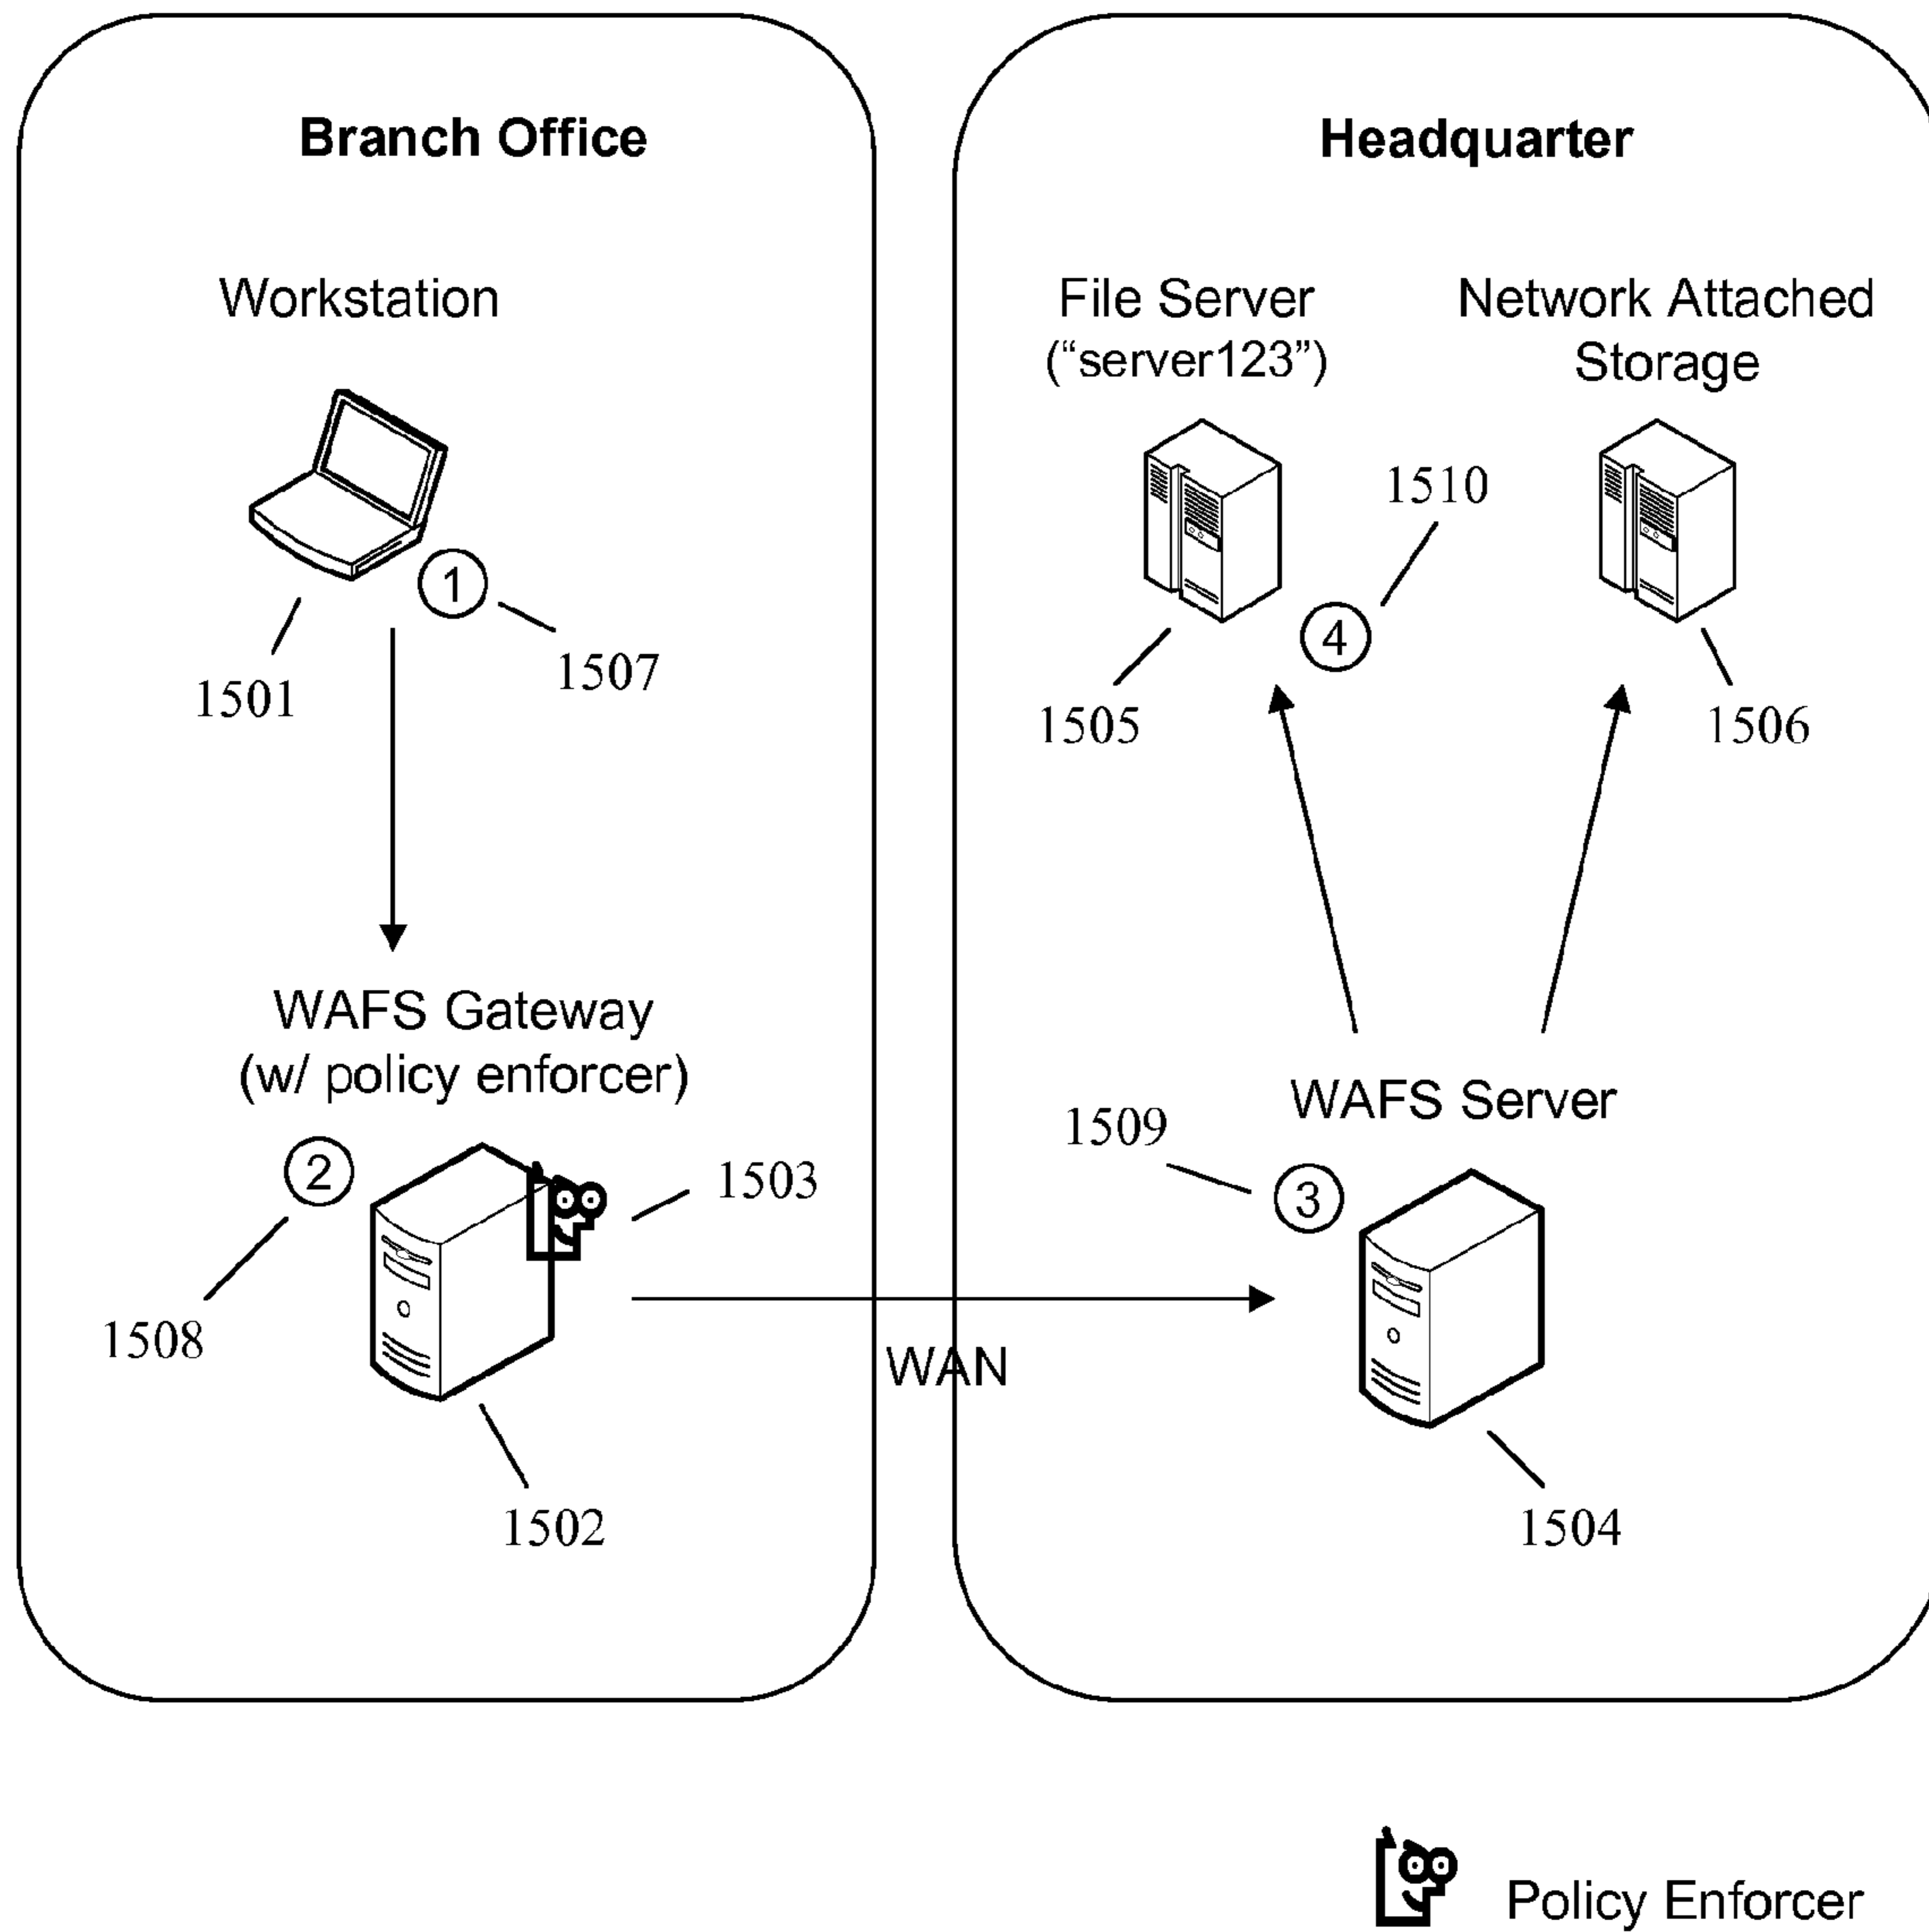 Branch Office
Workstation
1
1501
1507
WAFS Gateway
(w/ policy enforcer)
2
1503
1508
1502
WAN
Headquarter
File Server
(“server123”)
Network Attached
Storage
1510
4
1505
1506
WAFS Server
1509
3
1504
Policy Enforcer